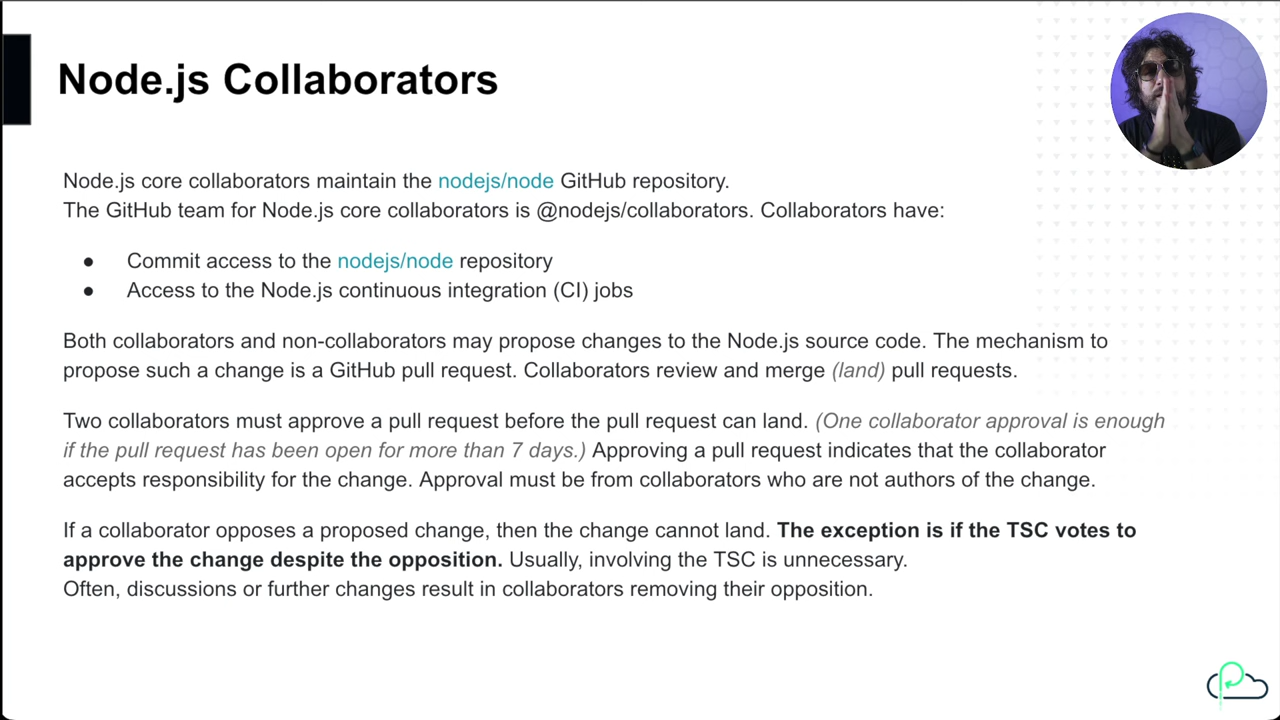 Node.js Collaborators
Node.js core collaborators maintain the nodejs/node GitHub repository.
The GitHub team for Node.js core collaborators is @nodejs/collaborators. Collaborators have:
● Commit access to the nodejs/node repository
● Access to the Node.js continuous integration (CI) jobs
Both collaborators and non-collaborators may propose changes to the Node.js source code. The mechanism to
propose such a change is a GitHub pull request. Collaborators review and merge (land) pull requests.
Two collaborators must approve a pull request before the pull request can land. (One collaborator approval is enough
if the pull request has been open for more than 7 days.) Approving a pull request indicates that the collaborator
accepts responsibility for the change. Approval must be from collaborators who are not authors of the change.
If a collaborator opposes a proposed change, then the change cannot land. The exception is if the TSC votes to
approve the change despite the opposition. Usually, involving the TSC is unnecessary.
Often, discussions or further changes result in collaborators removing their opposition.